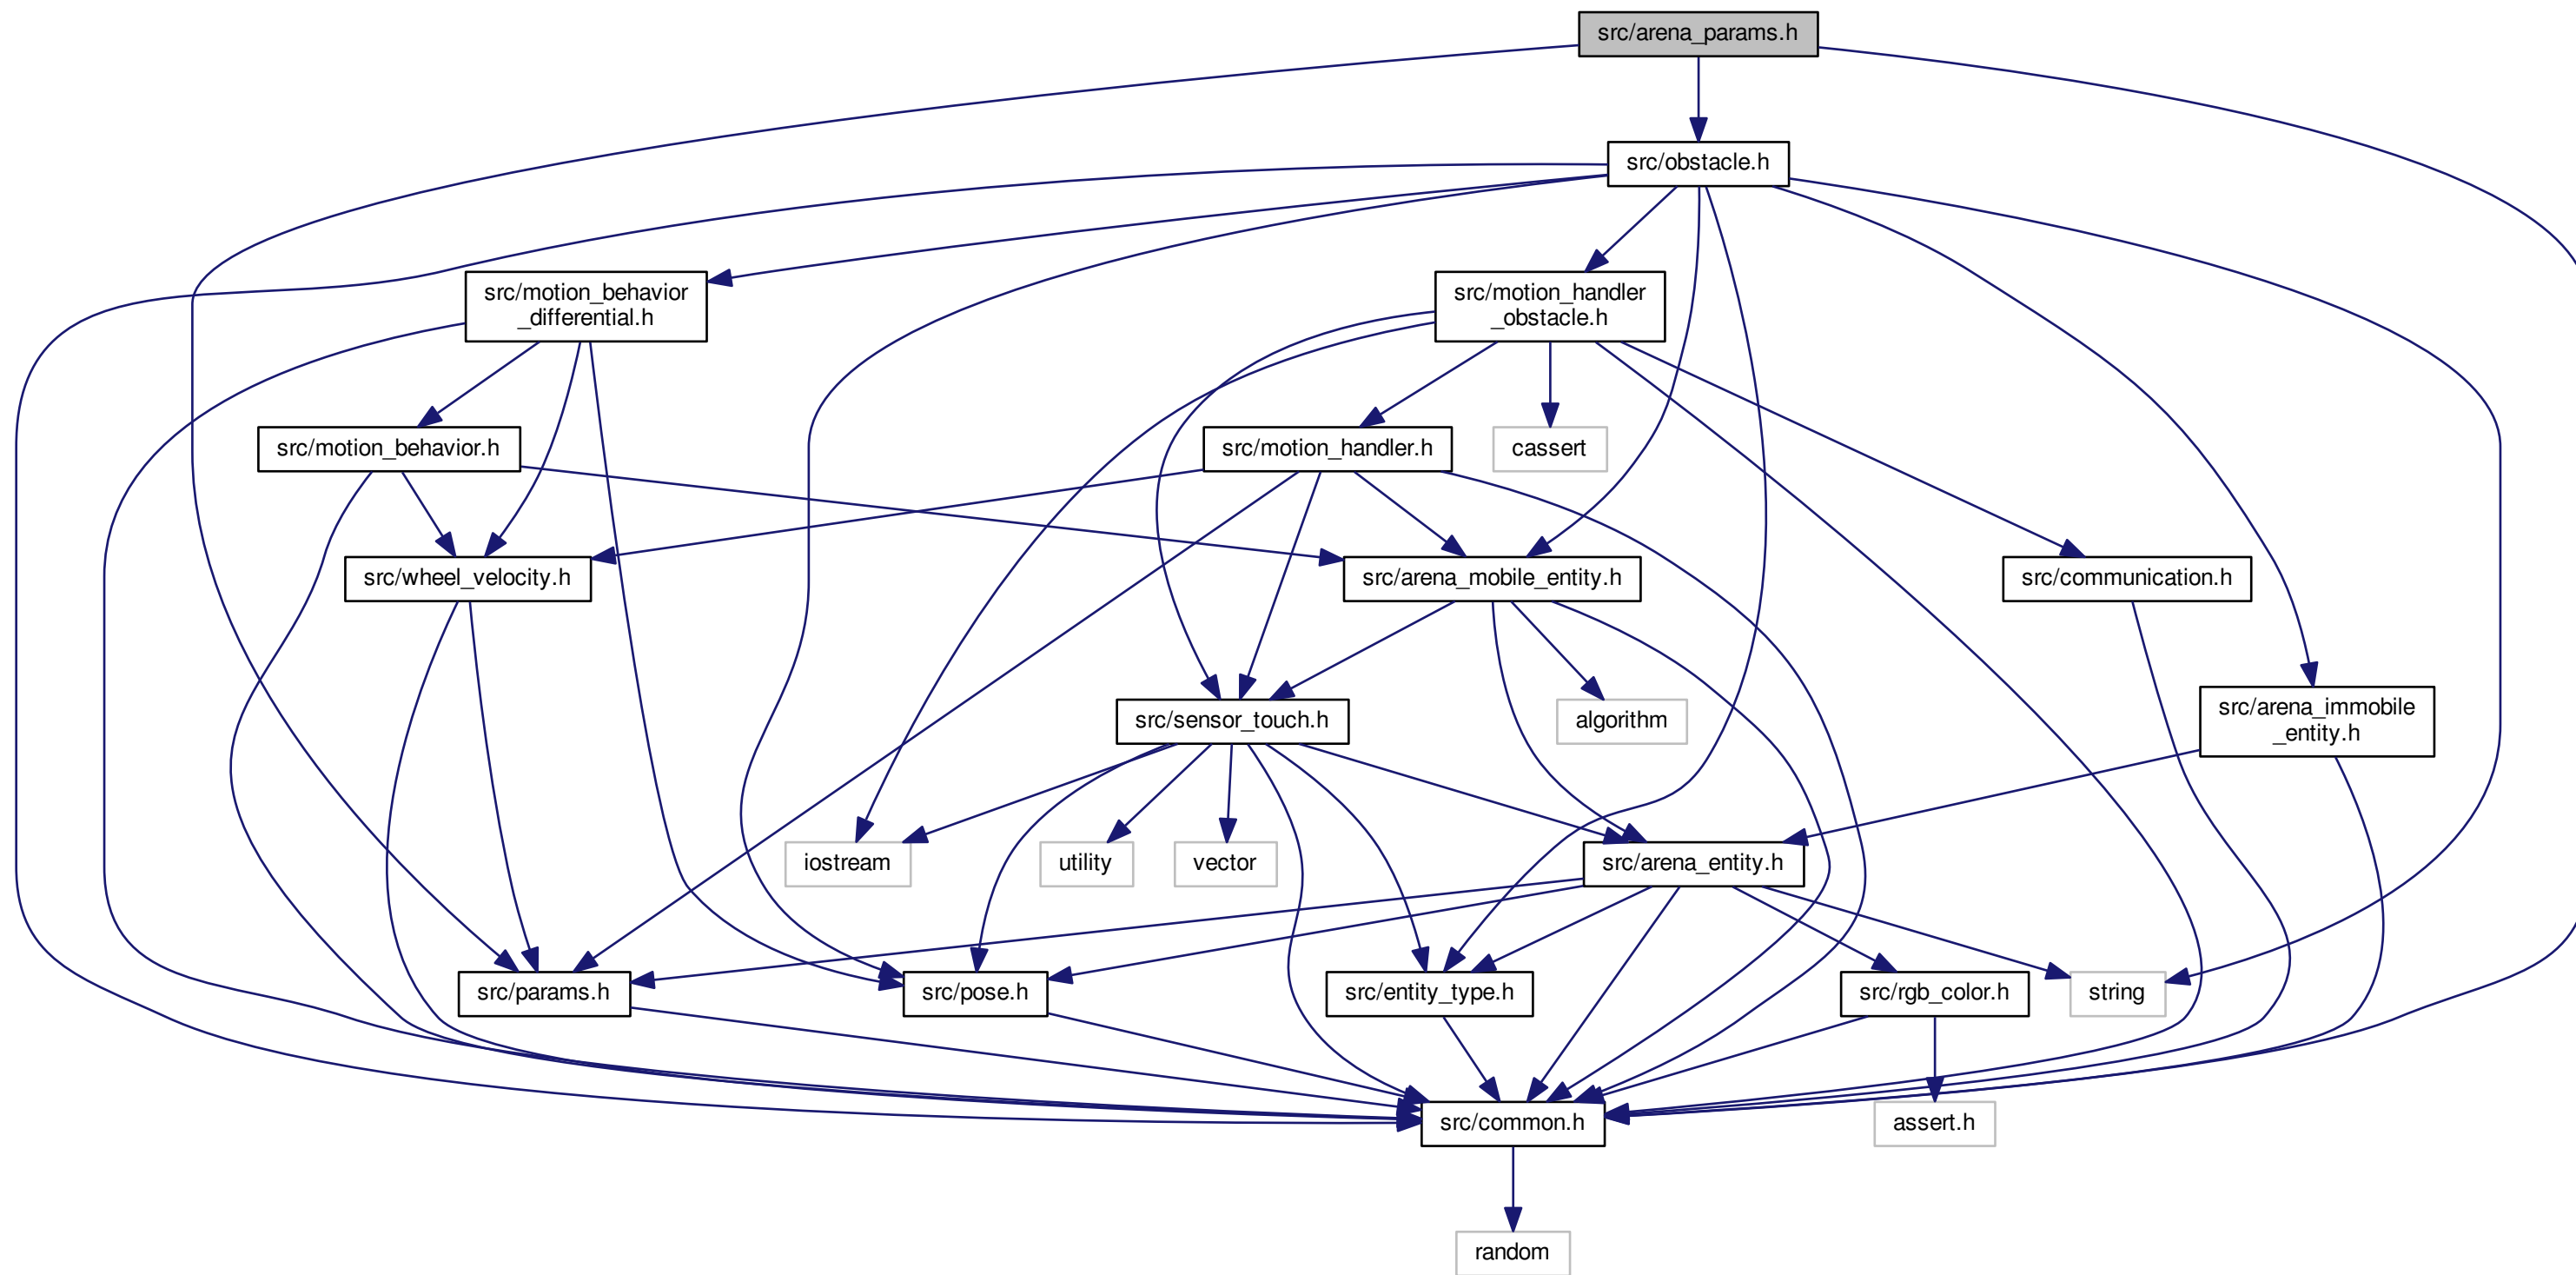 src/arena_params.h
src/obstacle.h
src/motion_behavior
_differential.h
src/motion_handler
_obstacle.h
src/motion_behavior.h
src/motion_handler.h
cassert
src/wheel_velocity.h
src/arena_mobile_entity.h
src/communication.h
src/sensor_touch.h
algorithm
src/arena_immobile
_entity.h
iostream
utility
vector
src/arena_entity.h
src/params.h
src/pose.h
src/entity_type.h
src/rgb_color.h
string
src/common.h
assert.h
random